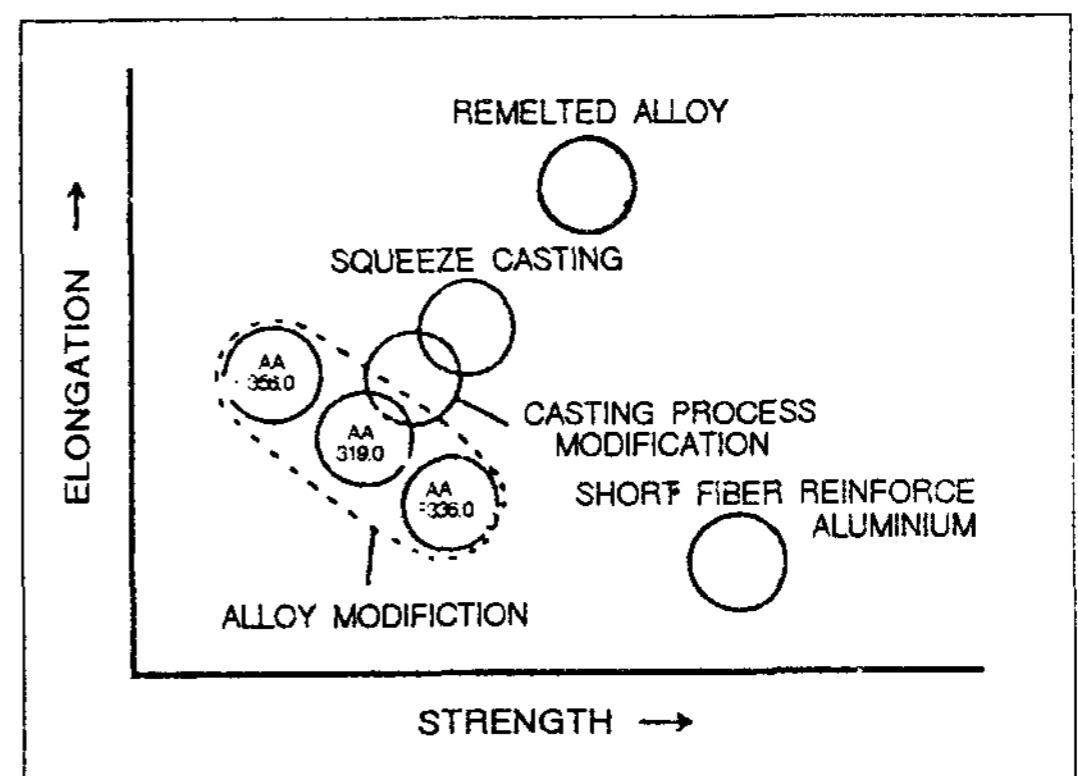 REMELTED ALLOY
SQUEEZE CASTING
AA
356.0
AA
319.0
AA
336.0
CASTING PROCESS
MODIFICATION
SHORT FIBER REINFORCE
ALUMINIUM
ALLOY MODIFICTION
ELONGATION →
STRENGTH →